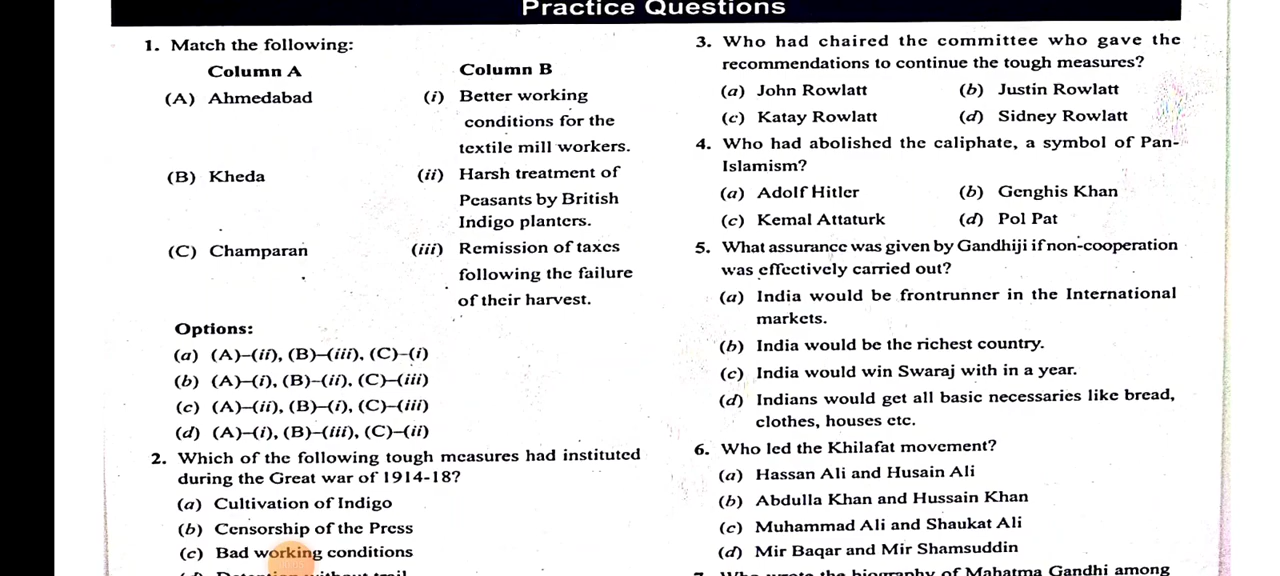 Practice Questions
1. Match the following:
Column A Column B
(A) Ahmedabad (i) Better working
conditions for the
textile mill workers.
(B) Kheda (ii) Harsh treatment of
Peasants by British
Indigo planters.
(C) Champaran (iii) Remission of taxes
following the failure
of their harvest.
Options:
(a) (A)–(ii), (B)–(iii), (C)–(i)
(b) (A)–(i), (B)–(ii), (C)–(iii)
(c) (A)–(ii), (B)–(i), (C)–(iii)
(d) (A)–(i), (B)–(iii), (C)–(ii)
2. Which of the following tough measures had instituted
during the Great war of 1914-18?
(a) Cultivation of Indigo
(b) Censorship of the Press
(c) Bad working conditions
3. Who had chaired the committee who gave the
recommendations to continue the tough measures?
(a) John Rowlatt (b) Justin Rowlatt
(c) Katay Rowlatt (d) Sidney Rowlatt
4. Who had abolished the caliphate, a symbol of Pan-
Islamism?
(a) Adolf Hitler (b) Genghis Khan
(c) Kemal Attaturk (d) Pol Pat
5. What assurance was given by Gandhiji if non-cooperation
was effectively carried out?
(a) India would be frontrunner in the International
markets.
(b) India would be the richest country.
(c) India would win Swaraj with in a year.
(d) Indians would get all basic necessaries like bread,
clothes, houses etc.
6. Who led the Khilafat movement?
(a) Hassan Ali and Husain Ali
(b) Abdulla Khan and Hussain Khan
(c) Muhammad Ali and Shaukat Ali
(d) Mir Baqar and Mir Shamsuddin
the biography of Mahatma Gandhi among